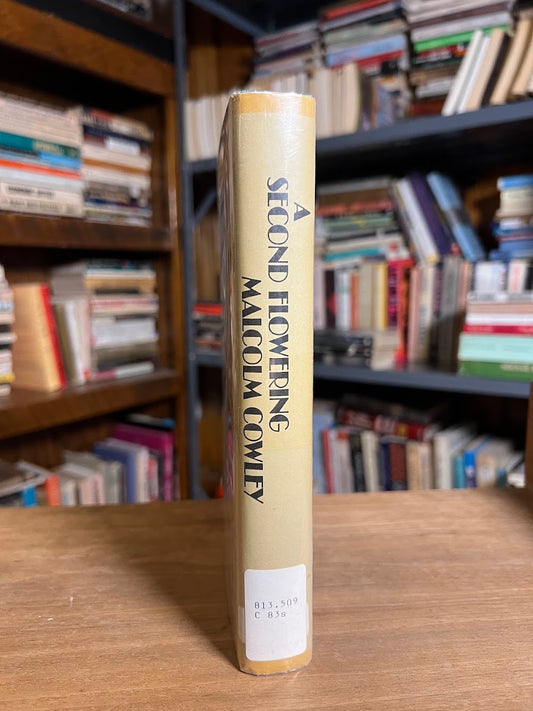 A
SECOND FLOWERING
MALCOLM COWLEY
813.509
C 83s